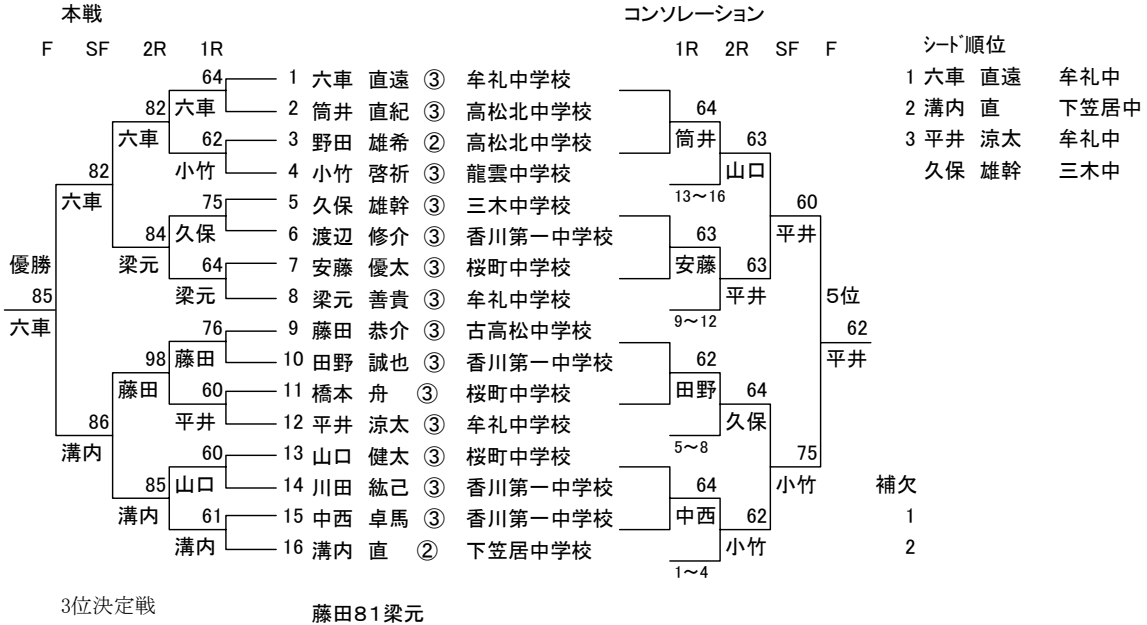 本戦 コンソレーション
F SF 2R 1R 1R 2R SF F シード順位
64 1 六車 直遠 ③ 牟礼中学校 1 六車 直遠 牟礼中
82 六車 2 筒井 直紀 ③ 高松北中学校 64 2 溝内 直 下笠居中
六車 62 3 野田 雄希 ② 高松北中学校 筒井 63 3 平井 涼太 牟礼中
82 小竹 4 小竹 啓祈 ③ 龍雲中学校 山口 久保 雄幹 三木中
六車 75 5 久保 雄幹 ③ 三木中学校 13～16 60
84 久保 6 渡辺 修介 ③ 香川第一中学校 63 平井
優勝 梁元 64 7 安藤 優太 ③ 桜町中学校 安藤 63
85 梁元 8 梁元 善貴 ③ 牟礼中学校 平井 5位
六車 76 9 藤田 恭介 ③ 古高松中学校 9～12 62
98 藤田 10 田野 誠也 ③ 香川第一中学校 62 平井
藤田 60 11 橋本 舟 ③ 桜町中学校 田野 64
86 平井 12 平井 涼太 ③ 牟礼中学校 久保
溝内 60 13 山口 健太 ③ 桜町中学校 5～8 75
85 山口 14 川田 紘己 ③ 香川第一中学校 64 小竹 補欠
溝内 61 15 中西 卓馬 ③ 香川第一中学校 中西 62 1
溝内 16 溝内 直 ② 下笠居中学校 小竹 2
1～4
3位決定戦 藤田81梁元